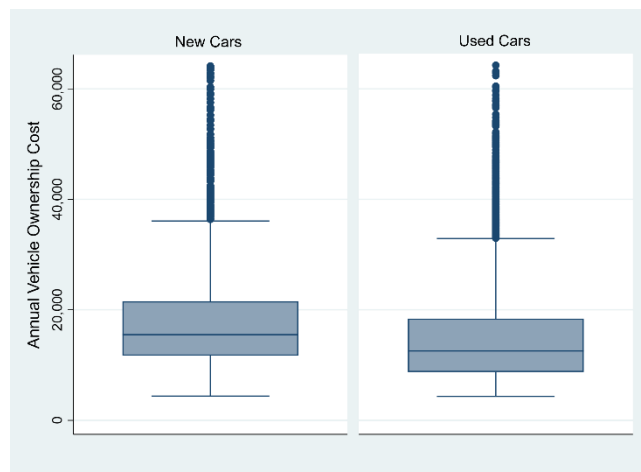 New Cars
Used Cars
Annual Vehicle Ownership Cost
60,000
40,000
20,000
0